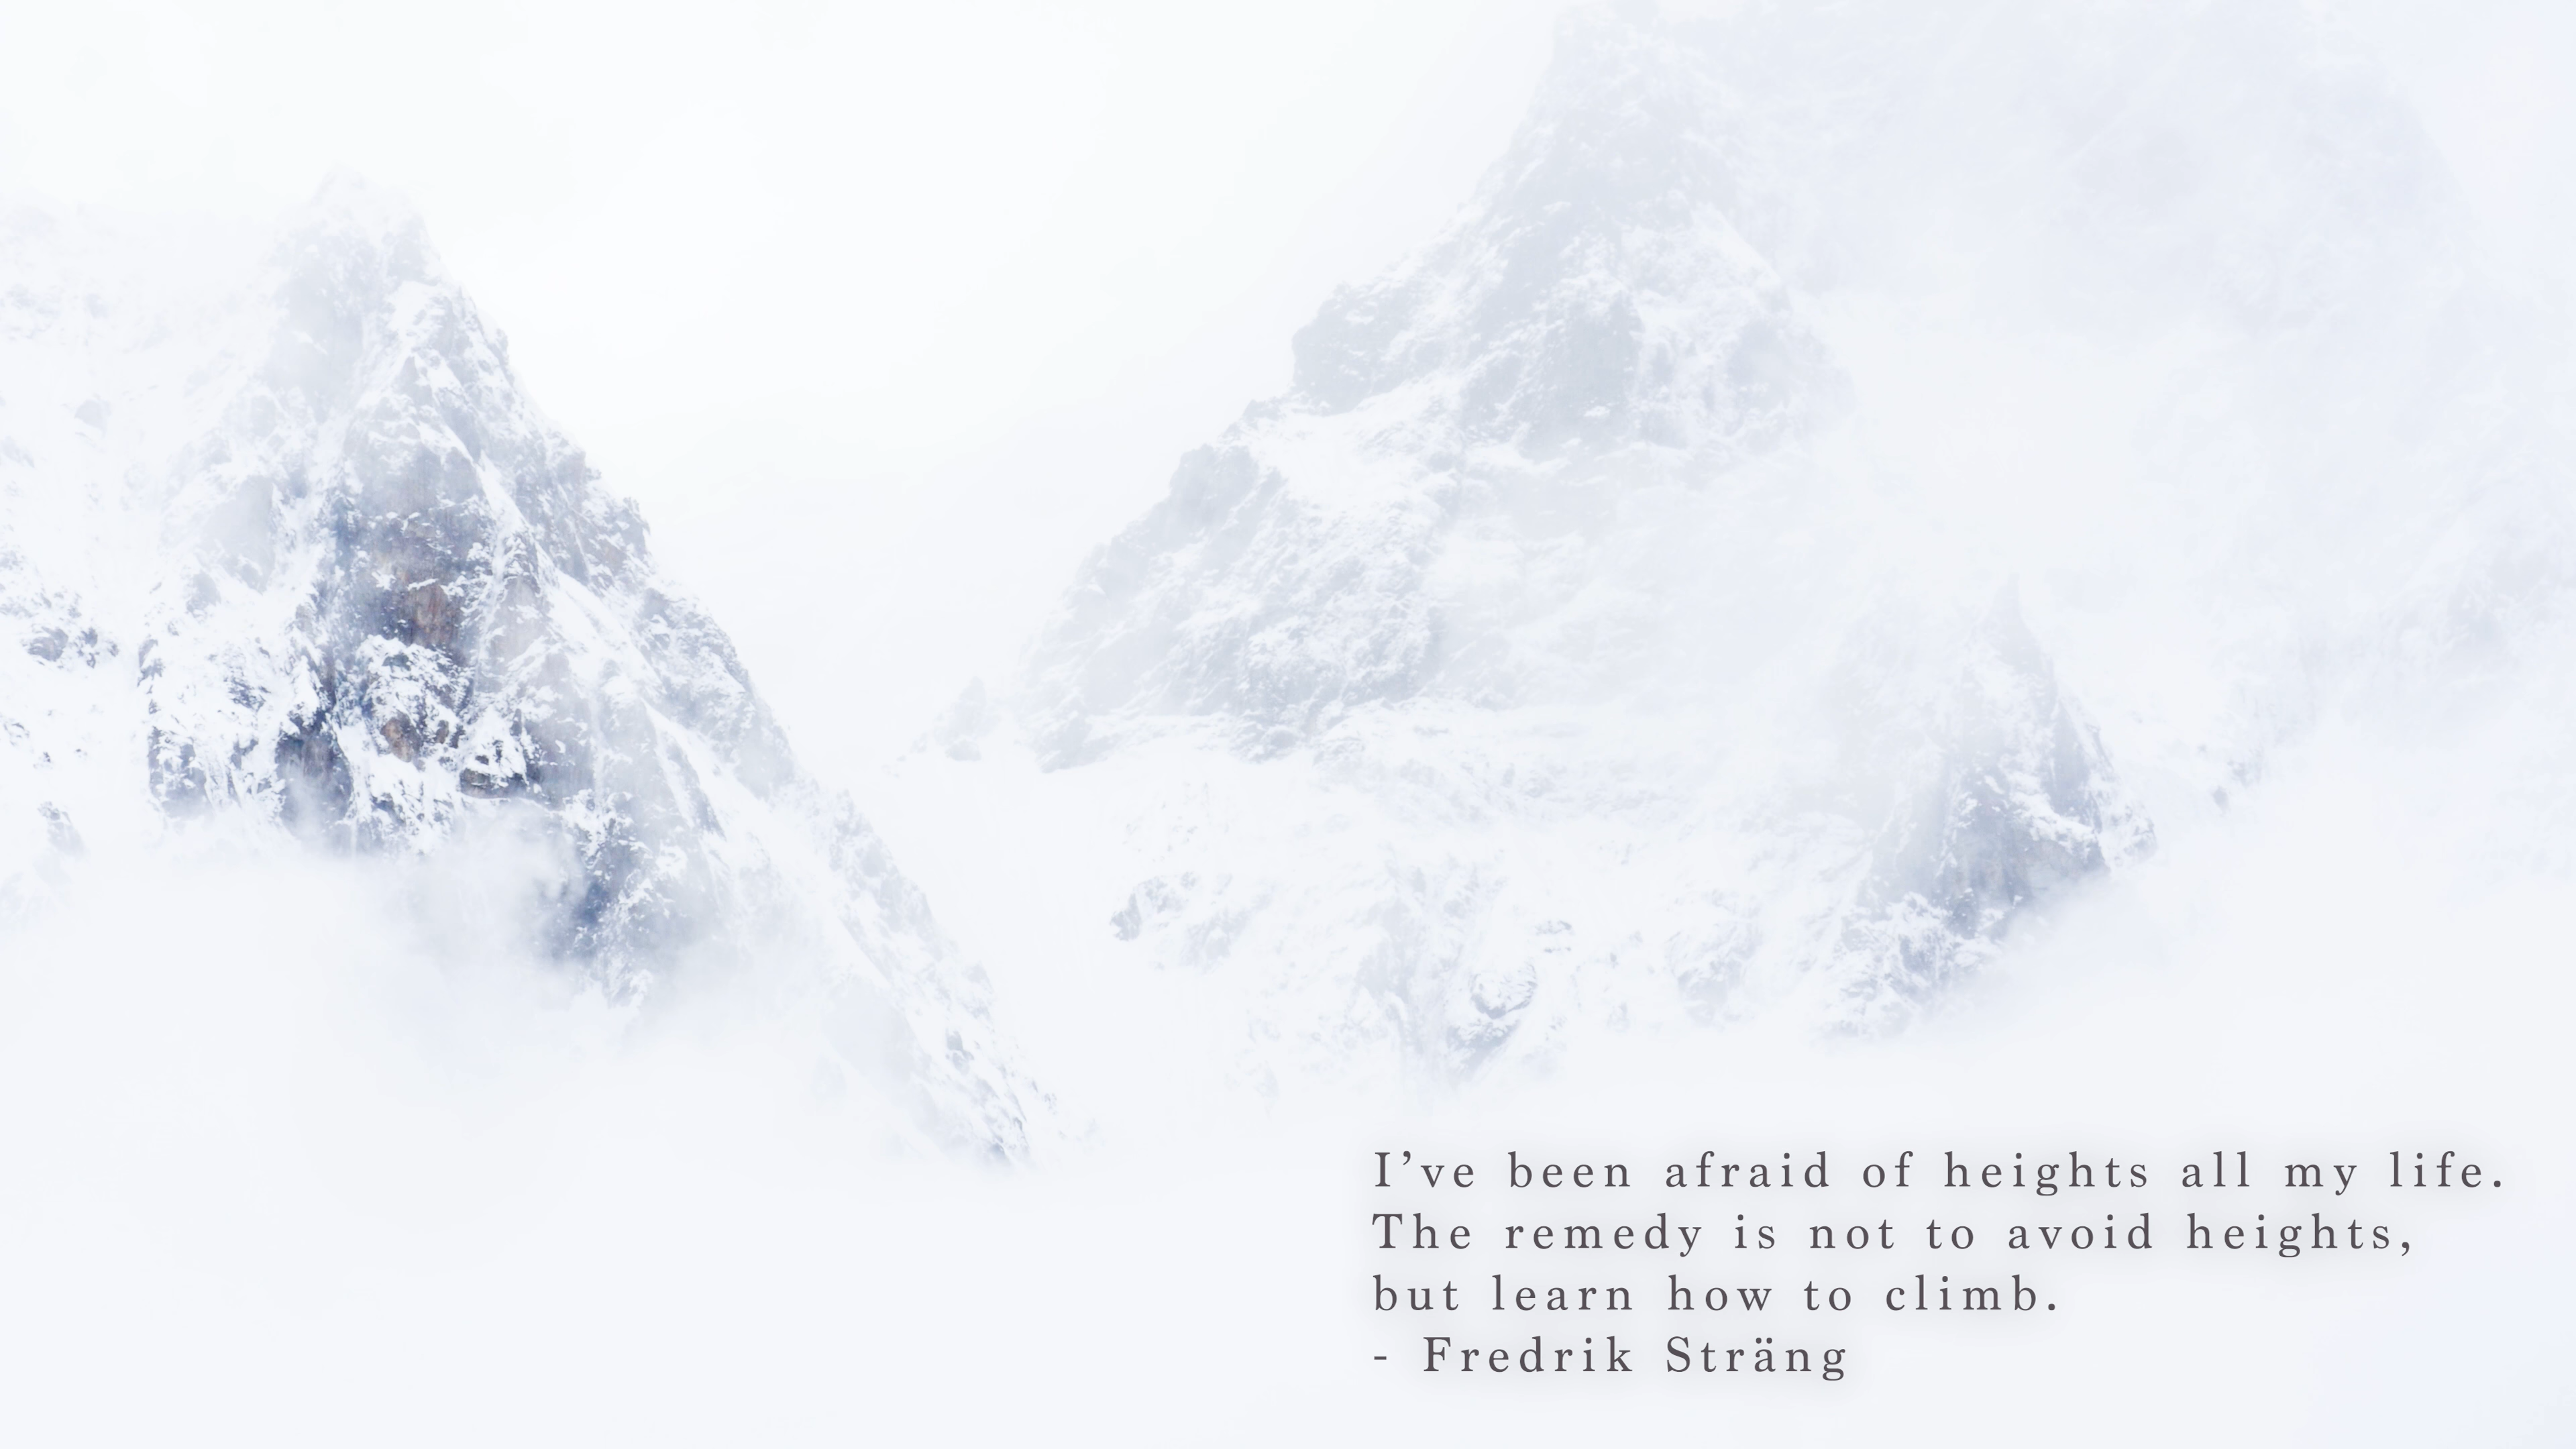 I’ve been afraid of heights all my life.
The remedy is not to avoid heights,
but learn how to climb.
- Fredrik Sträng